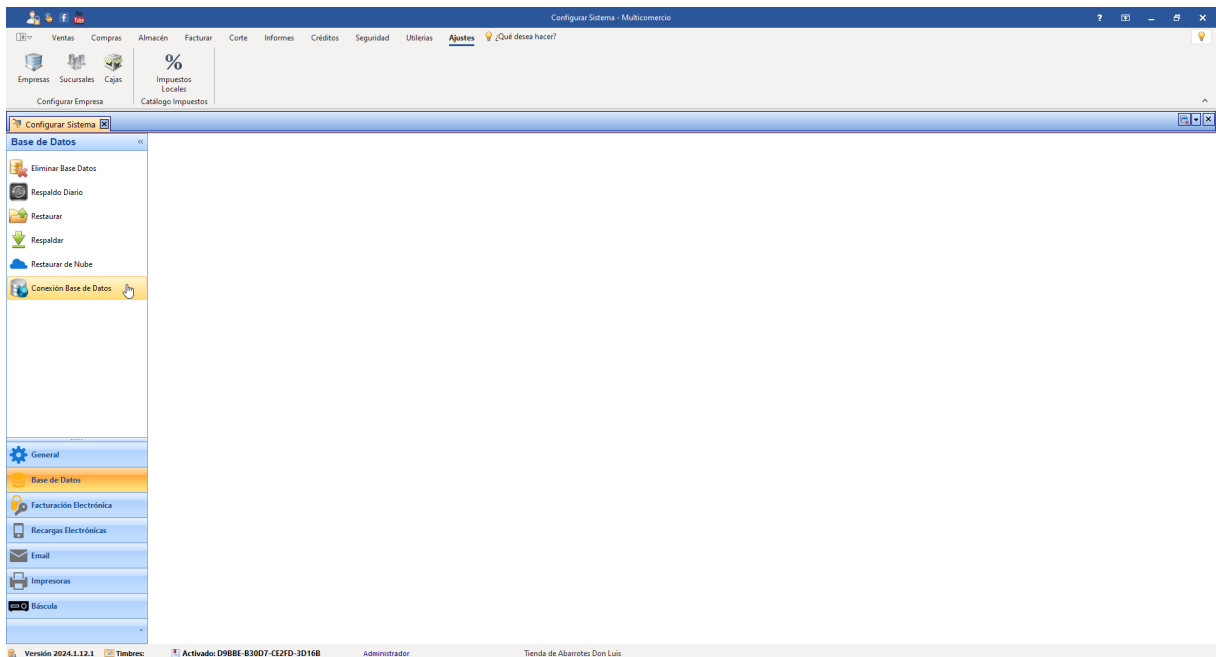 Configurar Sistema - Multicomercio
Ventas Compras Almacén Facturar Corte Informes Créditos Seguridad Utilerias Ajustes ¿Qué desea hacer?
Empresas Sucursales Cajas
Impuestos
Locales
Configurar Empresa
Catálogo Impuestos
Configurar Sistema
Base de Datos
Eliminar Base Datos
Respaldo Diario
Restaurar
Respaldar
Restaurar de Nube
Conexión Base de Datos
General
Base de Datos
Facturación Electrónica
Recargas Electrónicas
Email
Impresoras
Báscula
Versión 2024.1.12.1 Timbres: Activado: D9BBE-B30D7-CE2FD-3D16B Administrador Tienda de Abarrotes Don Luis